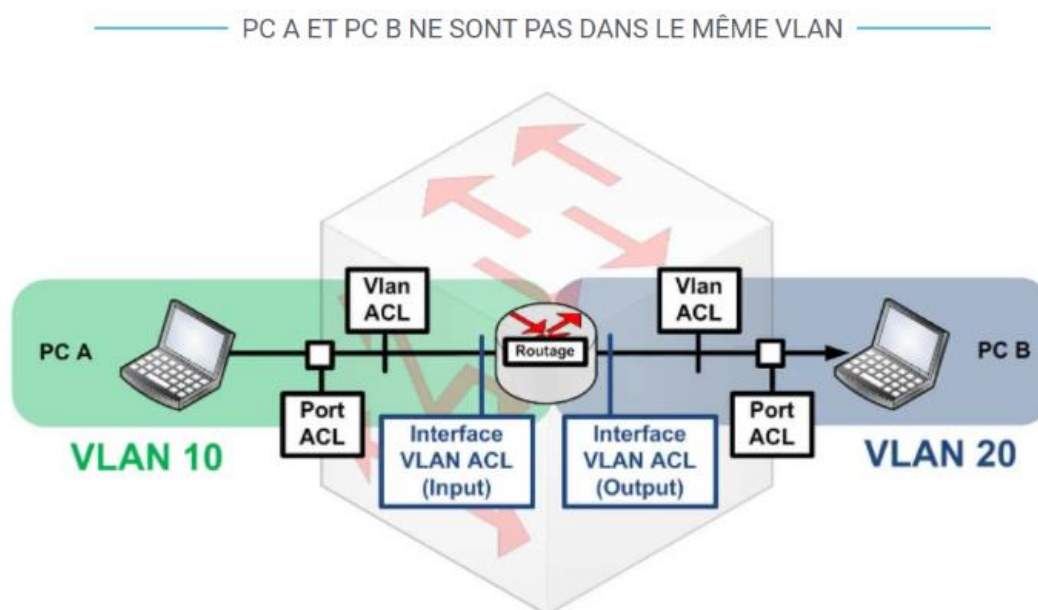 PC A ET PC B NE SONT PAS DANS LE MÊME VLAN
Vlan
ACL
Vlan
ACL
PC A
Routage
PC B
Port
ACL
Port
ACL
VLAN 10
Interface
VLAN ACL
(Input)
Interface
VLAN ACL
(Output)
VLAN 20